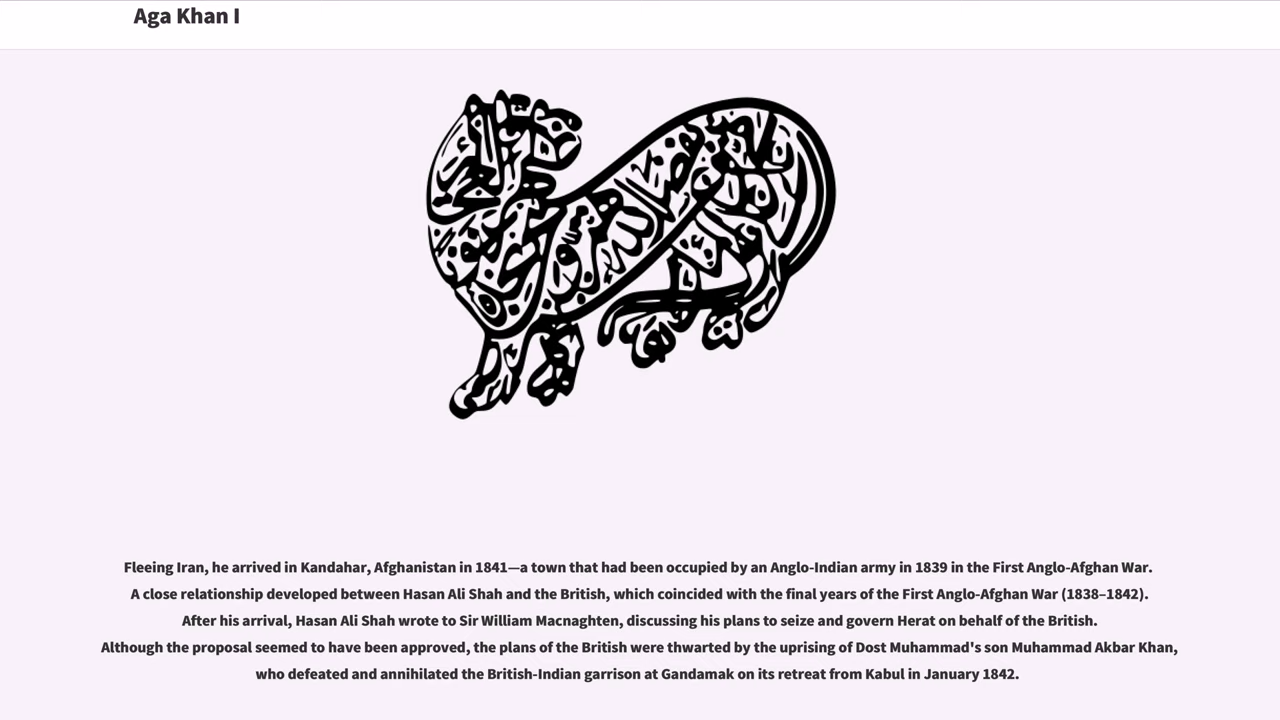 Aga Khan I
Fleeing Iran, he arrived in Kandahar, Afghanistan in 1841—a town that had been occupied by an Anglo-Indian army in 1839 in the First Anglo-Afghan War.
A close relationship developed between Hasan Ali Shah and the British, which coincided with the final years of the First Anglo-Afghan War (1838–1842).
After his arrival, Hasan Ali Shah wrote to Sir William Macnaghten, discussing his plans to seize and govern Herat on behalf of the British.
Although the proposal seemed to have been approved, the plans of the British were thwarted by the uprising of Dost Muhammad's son Muhammad Akbar Khan,
who defeated and annihilated the British-Indian garrison at Gandamak on its retreat from Kabul in January 1842.